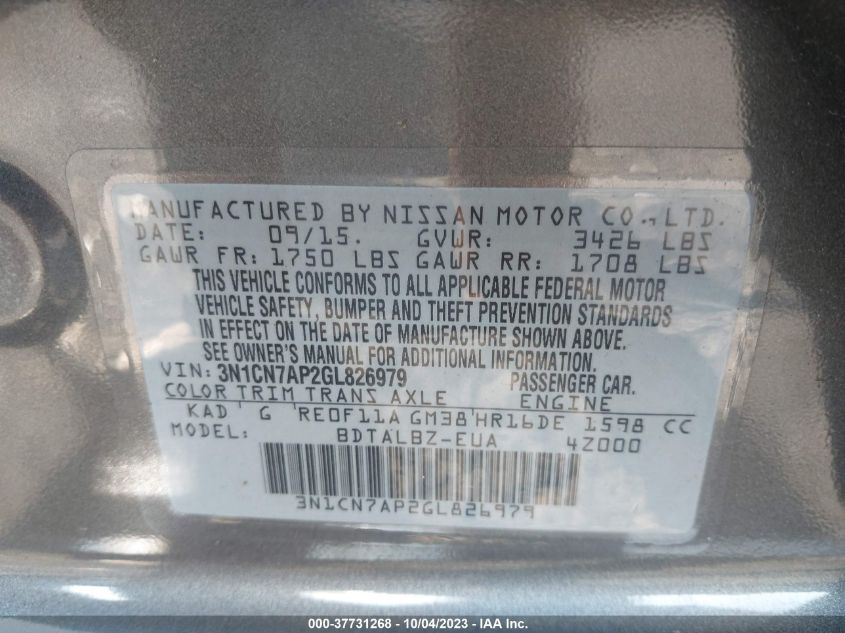 MANUFACTURED BY NISSAN MOTOR CO., LTD.
DATE: 09/15. GVWR: 3426 LBS
GAWR FR: 1750 LBS GAWR RR: 1708 LBS
THIS VEHICLE CONFORMS TO ALL APPLICABLE FEDERAL MOTOR
VEHICLE SAFETY, BUMPER AND THEFT PREVENTION STANDARDS
IN EFFECT ON THE DATE OF MANUFACTURE SHOWN ABOVE.
SEE OWNER'S MANUAL FOR ADDITIONAL INFORMATION.
VIN: 3N1CN7AP2GL826979 PASSENGER CAR.
COLOR TRIM TRANS AXLE ENGINE
KAD ' G 'RE0F11A GM38'HR16DE 1598 CC
MODEL: BDTALBZ-EUA 4Z000
3N1CN7AP2GL826979
000-37731268 - 10/04/2023 - IAA Inc.